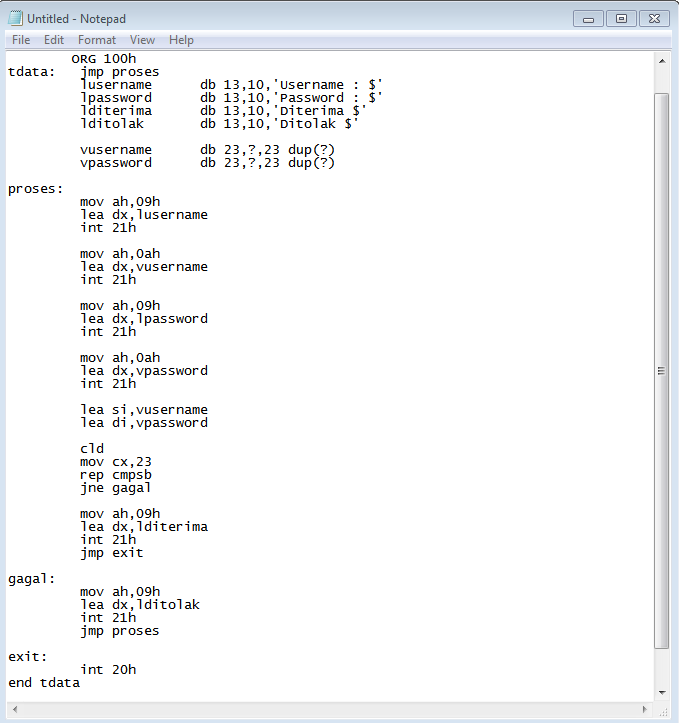 Untitled - Notepad
File Edit Format View Help
ORG 100h
tdata: jmp proses
lusername db 13,10,'Username : $'
lpassword db 13,10,'Password : $'
lditerima db 13,10,'Diterima $'
lditolak db 13,10,'Ditolak $'
vusername db 23,?,23 dup(?)
vpassword db 23,?,23 dup(?)
proses:
mov ah,09h
lea dx,lusername
int 21h
mov ah,0ah
lea dx,vusername
int 21h
mov ah,09h
lea dx,lpassword
int 21h
mov ah,0ah
lea dx,vpassword
int 21h
lea si,vusername
lea di,vpassword
cld
mov cx,23
rep cmpsb
jne gagal
mov ah,09h
lea dx,lditerima
int 21h
jmp exit
gagal:
mov ah,09h
lea dx,lditolak
int 21h
jmp proses
exit:
int 20h
end tdata